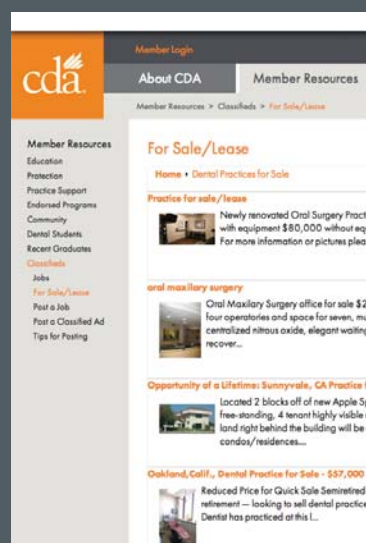 Member Login
cda.
About CDA
Member Resources
Member Resources > Classifieds > For Sale/Lease
Member Resources
Education
Protection
Practice Support
Endorsed Programs
Community
Dental Students
Recent Graduates
Classifieds
Jobs
For Sale/Lease
Post a Job
Post a Classified Ad
Tips for Posting
For Sale/Lease
Home • Dental Practices for Sale
Practice for sale/lease
Newly renovated Oral Surgery Pract
with equipment $80,000 without eq
For more information or pictures plea
oral maxilary surgery
Oral Maxilary Surgery office for sale $2
four operatories and space for seven, mu
centralized nitrous oxide, elegant waiting
recover...
Opportunity of a Lifetime: Sunnyvale, CA Practice f
Located 2 blocks off of new Apple Sp
free-standing, 4 tenant highly visible
land right behind the building will be
condos/residences....
Oakland,Calif., Dental Practice for Sale - $57,000
Reduced Price for Quick Sale Semiretired
retirement — looking to sell dental practice
Dentist has practiced at this l...